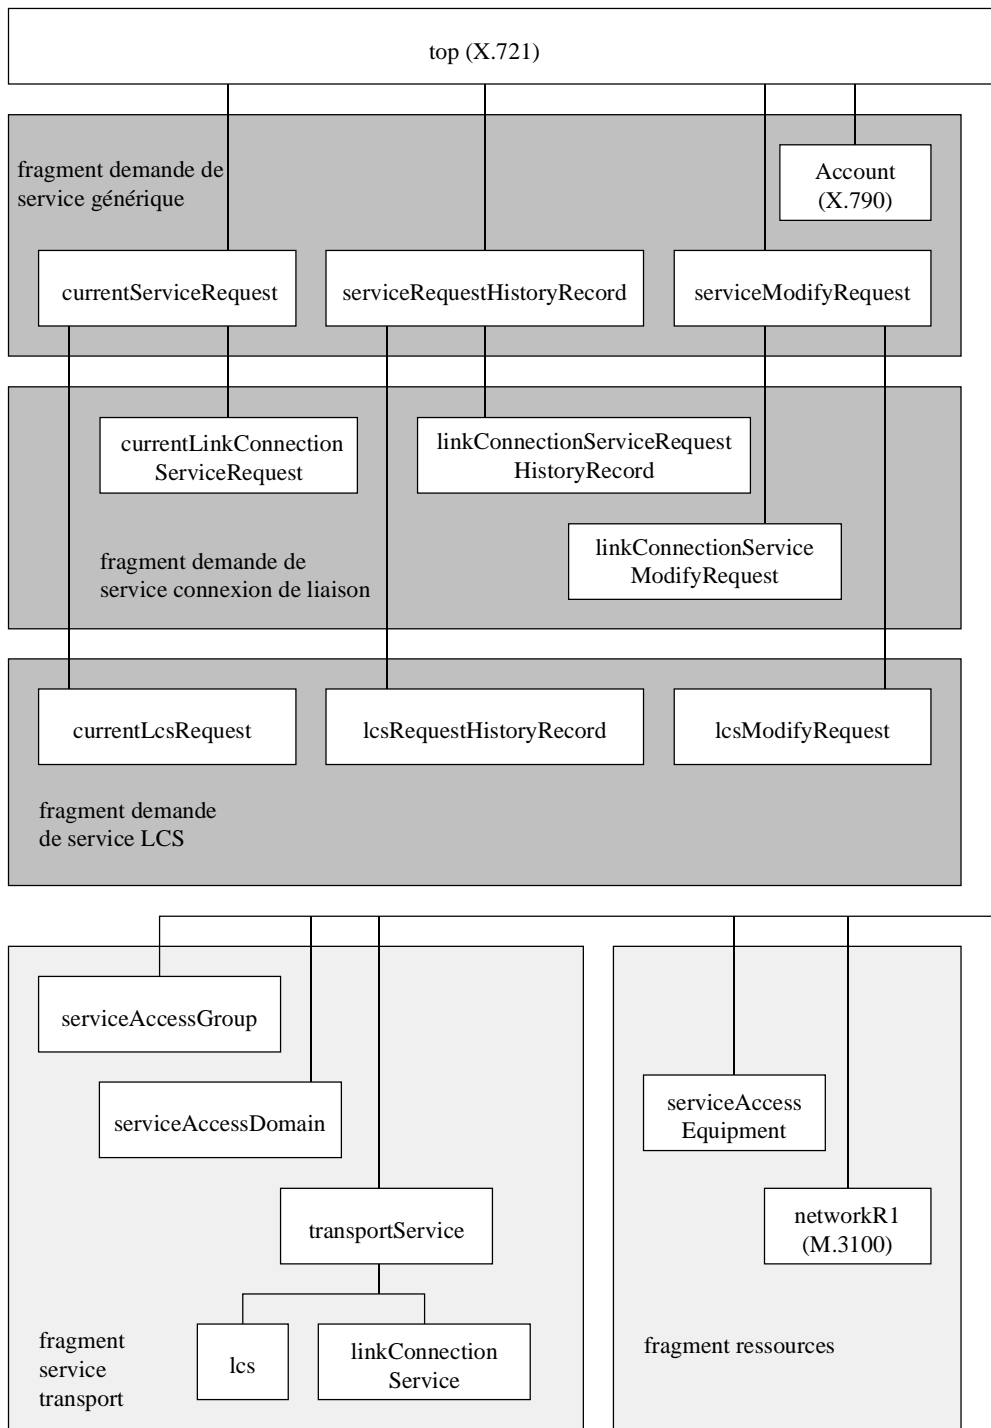 top (X.721)
fragment demande de
service générique
Account
(X.790)
currentServiceRequest
serviceRequestHistoryRecord
serviceModifyRequest
currentLinkConnection
ServiceRequest
linkConnectionServiceRequest
HistoryRecord
linkConnectionService
ModifyRequest
fragment demande de
service connexion de liaison
currentLcsRequest
lcsRequestHistoryRecord
lcsModifyRequest
fragment demande
de service LCS
serviceAccessGroup
serviceAccessDomain
transportService
lcs
linkConnection
Service
fragment
service
transport
serviceAccess
Equipment
networkR1
(M.3100)
fragment ressources